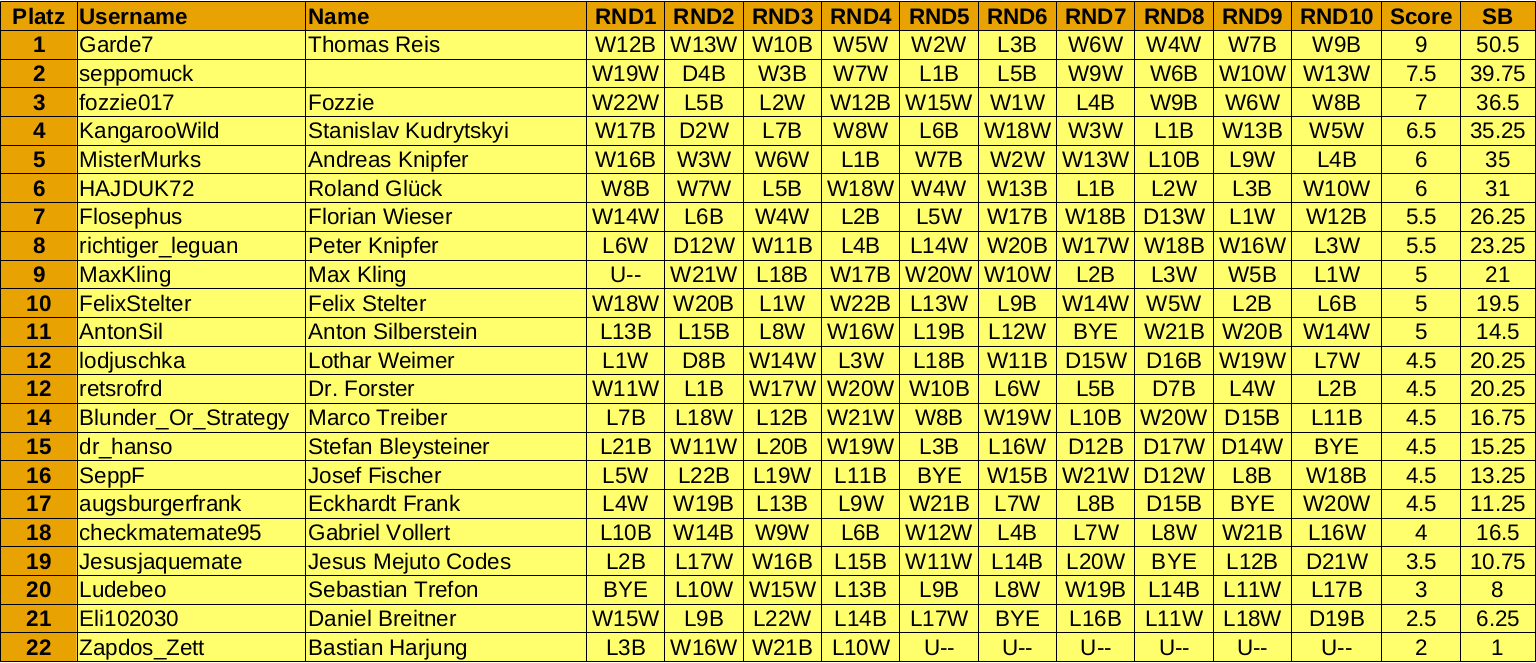 Platz Username Name RND1 RND2 RND3 RND4 RND5 RND6 RND7 RND8 RND9 RND10 Score SB
1 Garde7 Thomas Reis W12B W13W W10B W5W W2W L3B W6W W4W W7B W9B 9 50.5
2 seppomuck W19W D4B W3B W7W L1B L5B W9W W6B W10W W13W 7.5 39.75
3 fozzie017 Fozzie W22W L5B L2W W12B W15W W1W L4B W9B W6W W8B 7 36.5
4 KangarooWild Stanislav Kudrytskyi W17B D2W L7B W8W L6B W18W W3W L1B W13B W5W 6.5 35.25
5 MisterMurks Andreas Knipfer W16B W3W W6W L1B W7B W2W W13W L10B L9W L4B 6 35
6 HAJDUK72 Roland Glück W8B W7W L5B W18W W4W W13B L1B L2W L3B W10W 6 31
7 Flosephus Florian Wieser W14W L6B W4W L2B L5W W17B W18B D13W L1W W12B 5.5 26.25
8 richtiger_leguan Peter Knipfer L6W D12W W11B L4B L14W W20B W17W W18B W16W L3W 5.5 23.25
9 MaxKling Max Kling U-- W21W L18B W17B W20W W10W L2B L3W W5B L1W 5 21
10 FelixStelter Felix Stelter W18W W20B L1W W22B L13W L9B W14W W5W L2B L6B 5 19.5
11 AntonSil Anton Silberstein L13B L15B L8W W16W L19B L12W BYE W21B W20B W14W 5 14.5
12 lodjuschka Lothar Weimer L1W D8B W14W L3W L18B W11B D15W D16B W19W L7W 4.5 20.25
12 retsrofrd Dr. Forster W11W L1B W17W W20W W10B L6W L5B D7B L4W L2B 4.5 20.25
14 Blunder_Or_Strategy Marco Treiber L7B L18W L12B W21W W8B W19W L10B W20W D15B L11B 4.5 16.75
15 dr_hanso Stefan Bleysteiner L21B W11W L20B W19W L3B L16W D12B D17W D14W BYE 4.5 15.25
16 SeppF Josef Fischer L5W L22B L19W L11B BYE W15B W21W D12W L8B W18B 4.5 13.25
17 augsburgerfrank Eckhardt Frank L4W W19B L13B L9W W21B L7W L8B D15B BYE W20W 4.5 11.25
18 checkmatemate95 Gabriel Vollert L10B W14B W9W L6B W12W L4B L7W L8W W21B L16W 4 16.5
19 Jesusjaquemate Jesus Mejuto Codes L2B L17W W16B L15B W11W L14B L20W BYE L12B D21W 3.5 10.75
20 Ludebeo Sebastian Trefon BYE L10W W15W L13B L9B L8W W19B L14B L11W L17B 3 8
21 Eli102030 Daniel Breitner W15W L9B L22W L14B L17W BYE L16B L11W L18W D19B 2.5 6.25
22 Zapdos_Zett Bastian Harjung L3B W16W W21B L10W U-- U-- U-- U-- U-- U-- 2 1